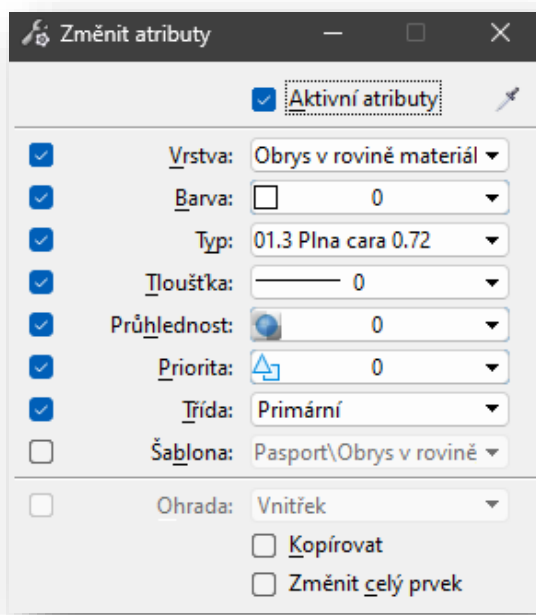 Změnit atributy
Aktivní atributy
Vrstva: Obrys v rovině materiál
Barva: 0
Typ: 01.3 Plna cara 0.72
Tloušťka: 0
Průhlednost: 0
Priorita: 0
Třída: Primární
Šablona: Pasport\Obrys v rovině
Ohrada: Vnitřek
Kopírovat
Změnit celý prvek